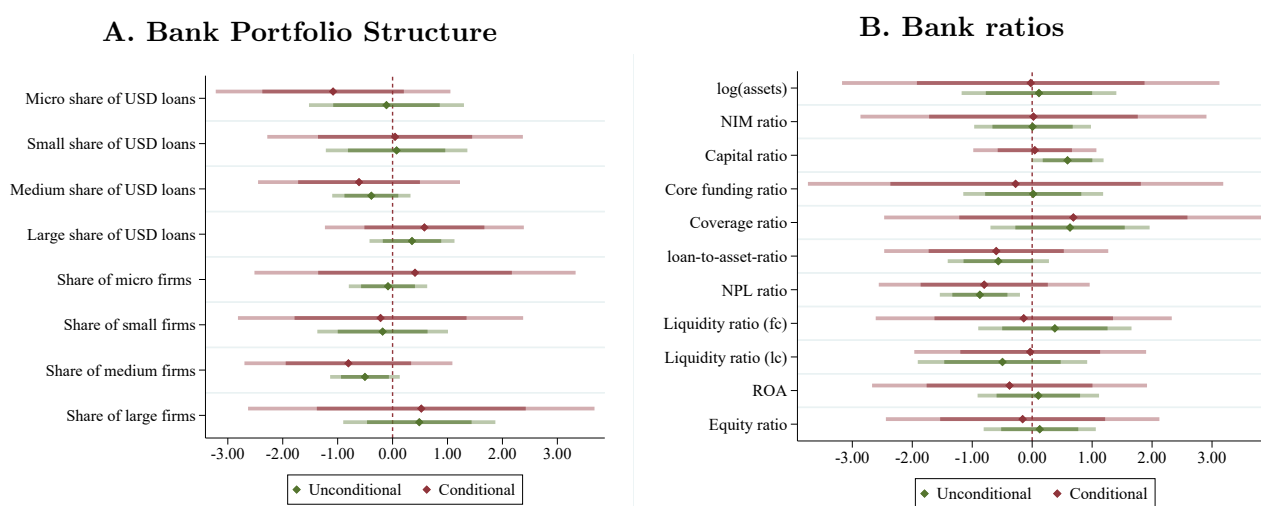 A. Bank Portfolio Structure
Micro share of USD loans
Small share of USD loans
Medium share of USD loans
Large share of USD loans
Share of micro firms
Share of small firms
Share of medium firms
Share of large firms
-3.00 -2.00 -1.00 0.00 1.00 2.00 3.00
Unconditional Conditional
B. Bank ratios
log(assets)
NIM ratio
Capital ratio
Core funding ratio
Coverage ratio
loan-to-asset-ratio
NPL ratio
Liquidity ratio (fc)
Liquidity ratio (lc)
ROA
Equity ratio
-3.00 -2.00 -1.00 0.00 1.00 2.00 3.00
Unconditional Conditional